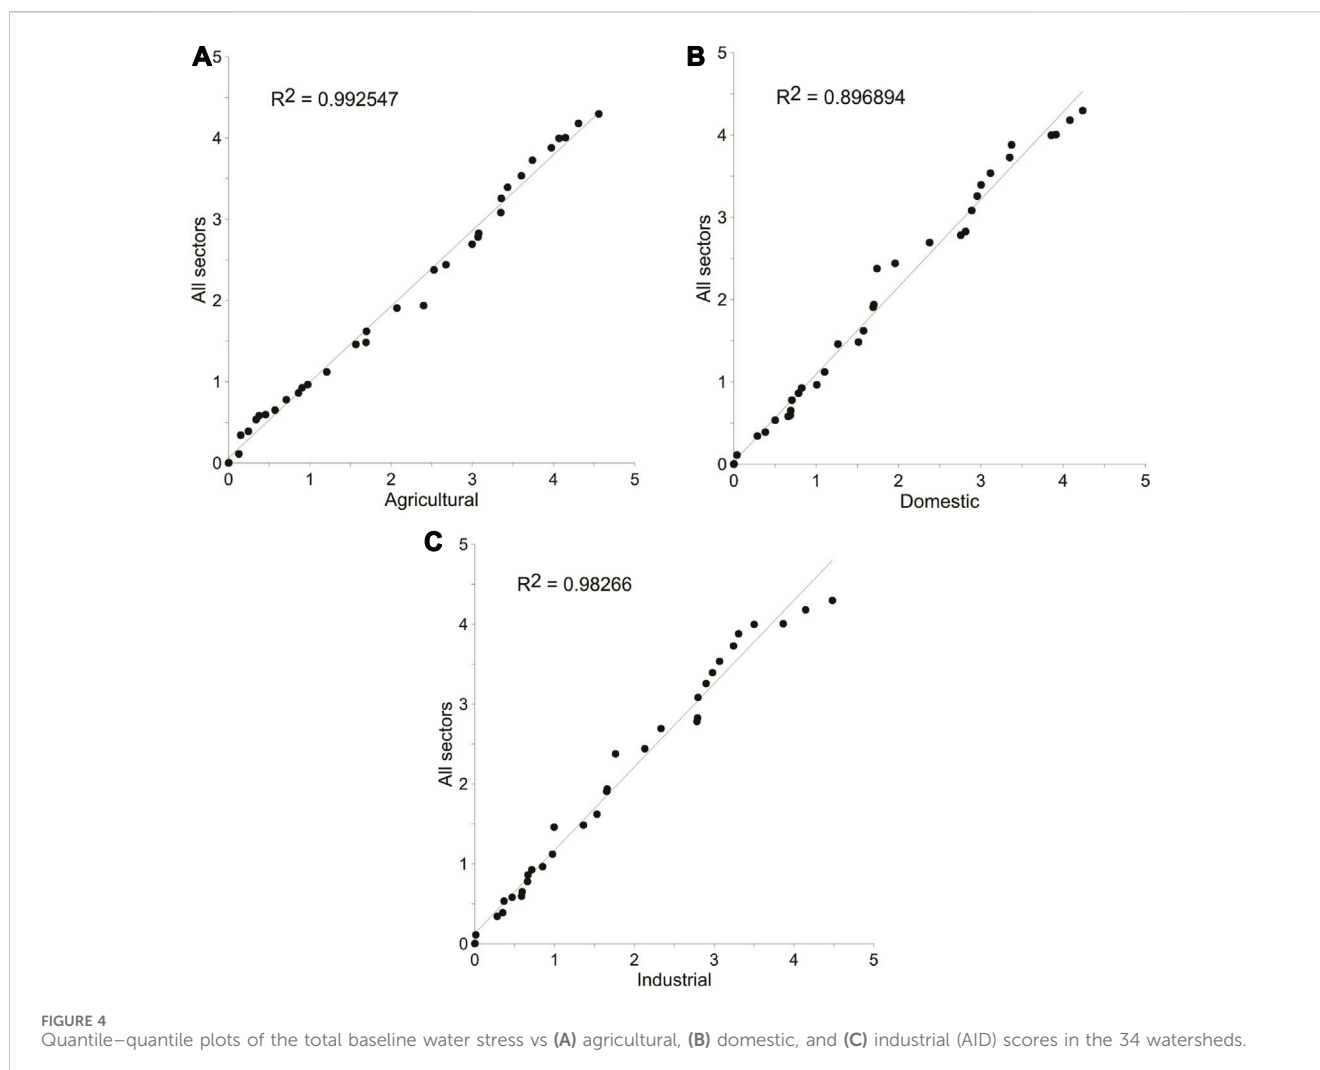 A
5
R2 = 0.992547
4
3
All sectors
2
1
0
0 1 2 3 4 5
Agricultural
B
5
R2 = 0.896894
4
3
All sectors
2
1
0
0 1 2 3 4 5
Domestic
C
5
R2 = 0.98266
4
3
All sectors
2
1
0
0 1 2 3 4 5
Industrial
FIGURE 4
Quantile–quantile plots of the total baseline water stress vs (A) agricultural, (B) domestic, and (C) industrial (AID) scores in the 34 watersheds.